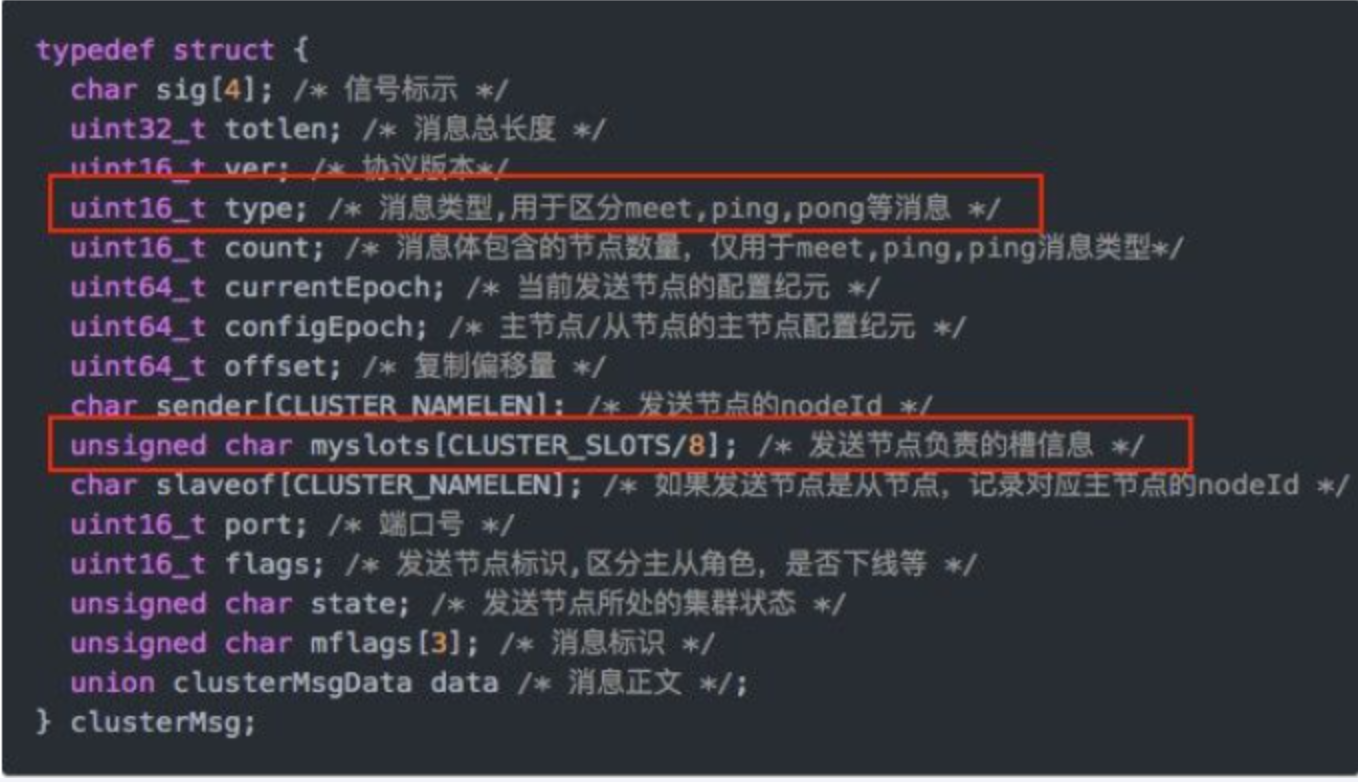 typedef struct {
char sig[4]; /* 信号标示 */
uint32_t totlen; /* 消息总长度 */
uint16_t ver; /* 协议版本*/
uint16_t type; /* 消息类型,用于区分meet,ping,pong等消息 */
uint16_t count; /* 消息体包含的节点数量，仅用于meet,ping,ping消息类型*/
uint64_t currentEpoch; /* 当前发送节点的配置纪元 */
uint64_t configEpoch; /* 主节点/从节点的主节点配置纪元 */
uint64_t offset; /* 复制偏移量 */
char sender[CLUSTER_NAMELEN]; /* 发送节点的nodeId */
unsigned char myslots[CLUSTER_SLOTS/8]; /* 发送节点负责的槽信息 */
char slaveof[CLUSTER_NAMELEN]; /* 如果发送节点是从节点，记录对应主节点的nodeId */
uint16_t port; /* 端口号 */
uint16_t flags; /* 发送节点标识,区分主从角色，是否下线等 */
unsigned char state; /* 发送节点所处的集群状态 */
unsigned char mflags[3]; /* 消息标识 */
union clusterMsgData data /* 消息正文 */;
} clusterMsg;